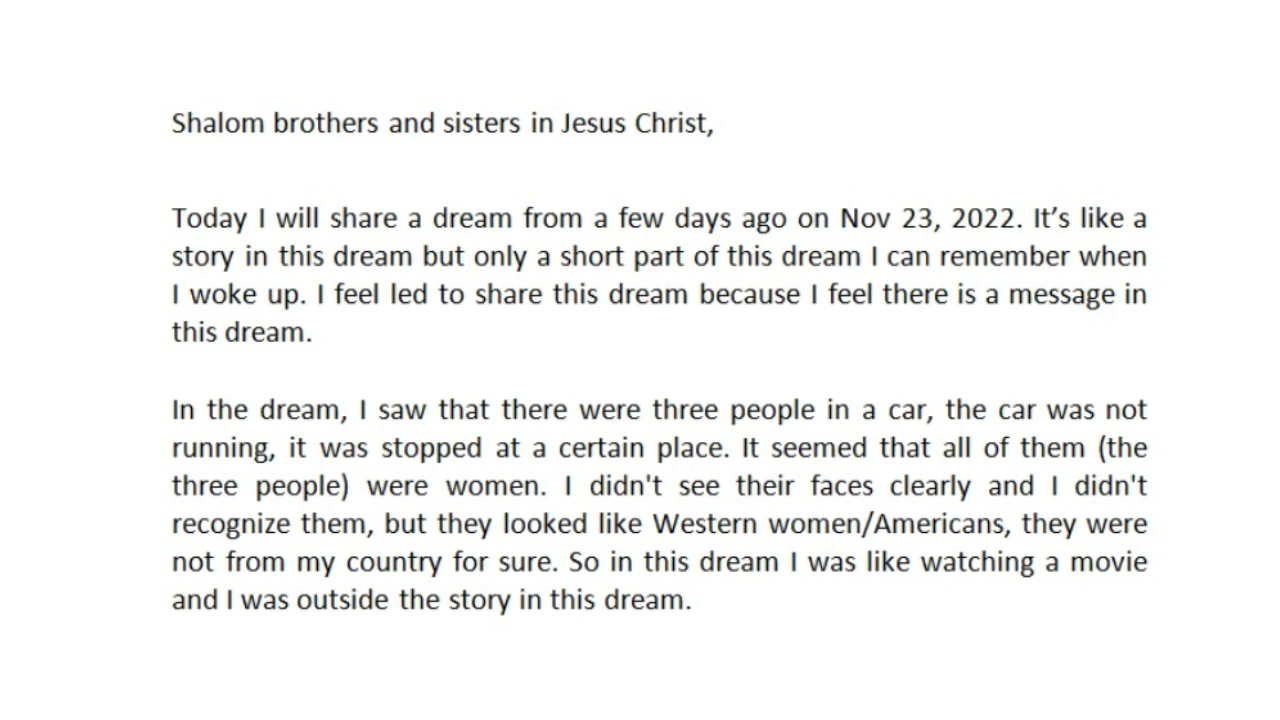 Shalom brothers and sisters in Jesus Christ,
Today I will share a dream from a few days ago on Nov 23, 2022. It’s like a
story in this dream but only a short part of this dream I can remember when
I woke up. I feel led to share this dream because I feel there is a message in
this dream.
In the dream, I saw that there were three people in a car, the car was not
running, it was stopped at a certain place. It seemed that all of them (the
three people) were women. I didn't see their faces clearly and I didn't
recognize them, but they looked like Western women/Americans, they were
not from my country for sure. So in this dream I was like watching a movie
and I was outside the story in this dream.